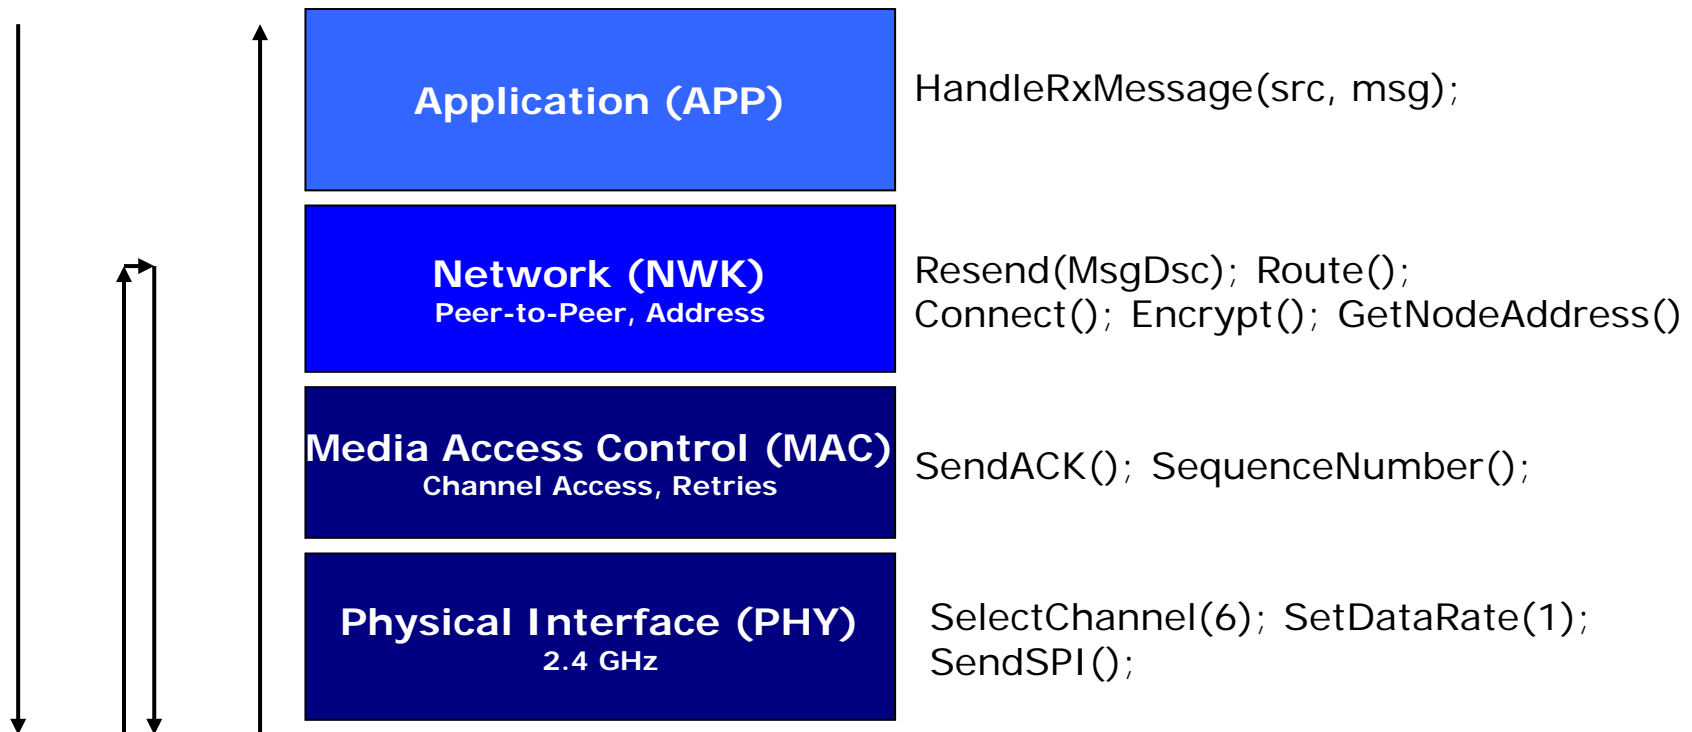 Application (APP)
HandleRxMessage(src, msg);
Network (NWK)
Peer-to-Peer, Address
Resend(MsgDsc); Route();
Connect(); Encrypt(); GetNodeAddress()
Media Access Control (MAC)
Channel Access, Retries
SendACK(); SequenceNumber();
Physical Interface (PHY)
2.4 GHz
SelectChannel(6); SetDataRate(1);
SendSPI();